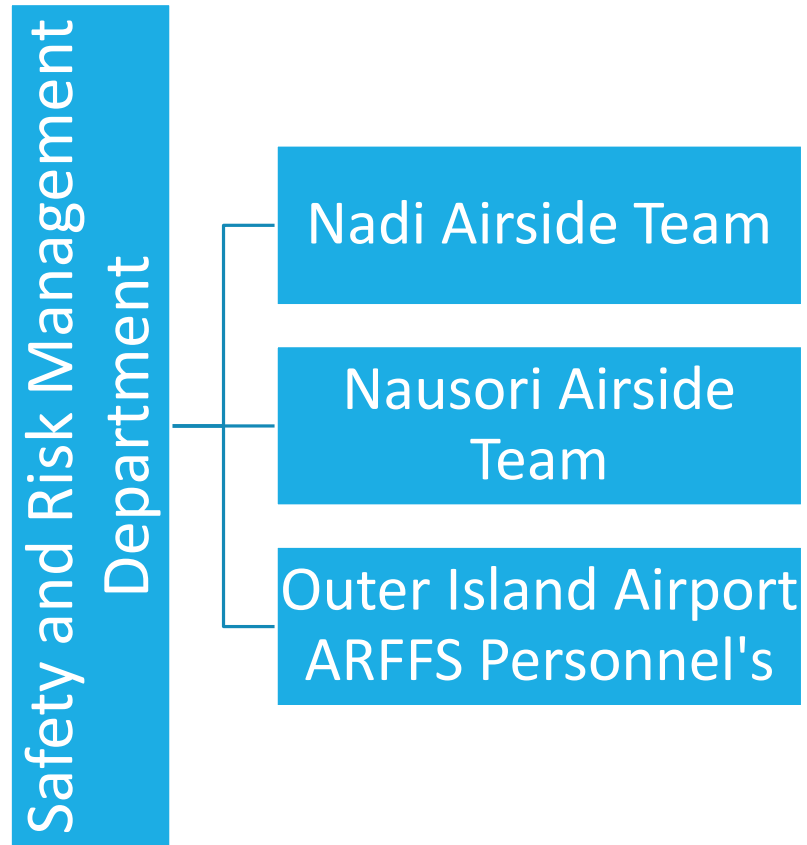 Safety and Risk Management
Department
Nadi Airside Team
Nausori Airside
Team
Outer Island Airport
ARFFS Personnel's